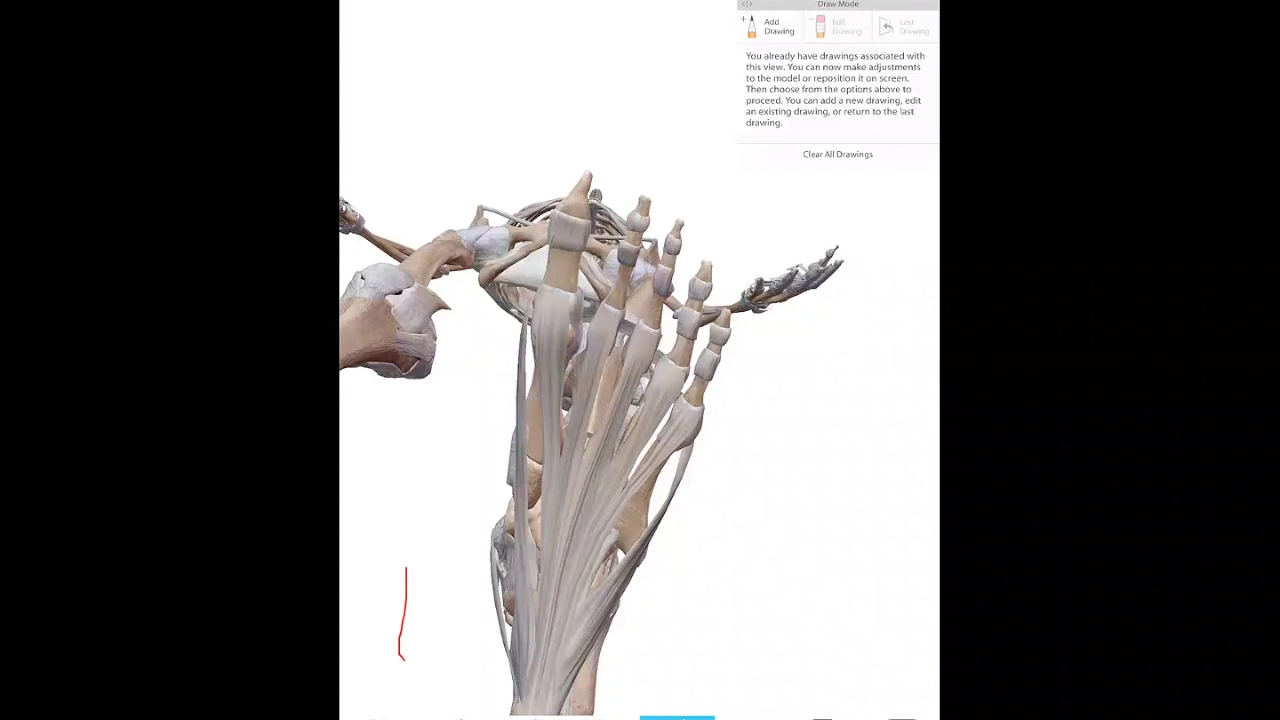 Draw Mode
Add
Drawing
Edit
Drawing
Last
Drawing
You already have drawings associated with
this view. You can now make adjustments
to the model or reposition it on screen.
Then choose from the options above to
proceed. You can add a new drawing, edit
an existing drawing, or return to the last
drawing.
Clear All Drawings